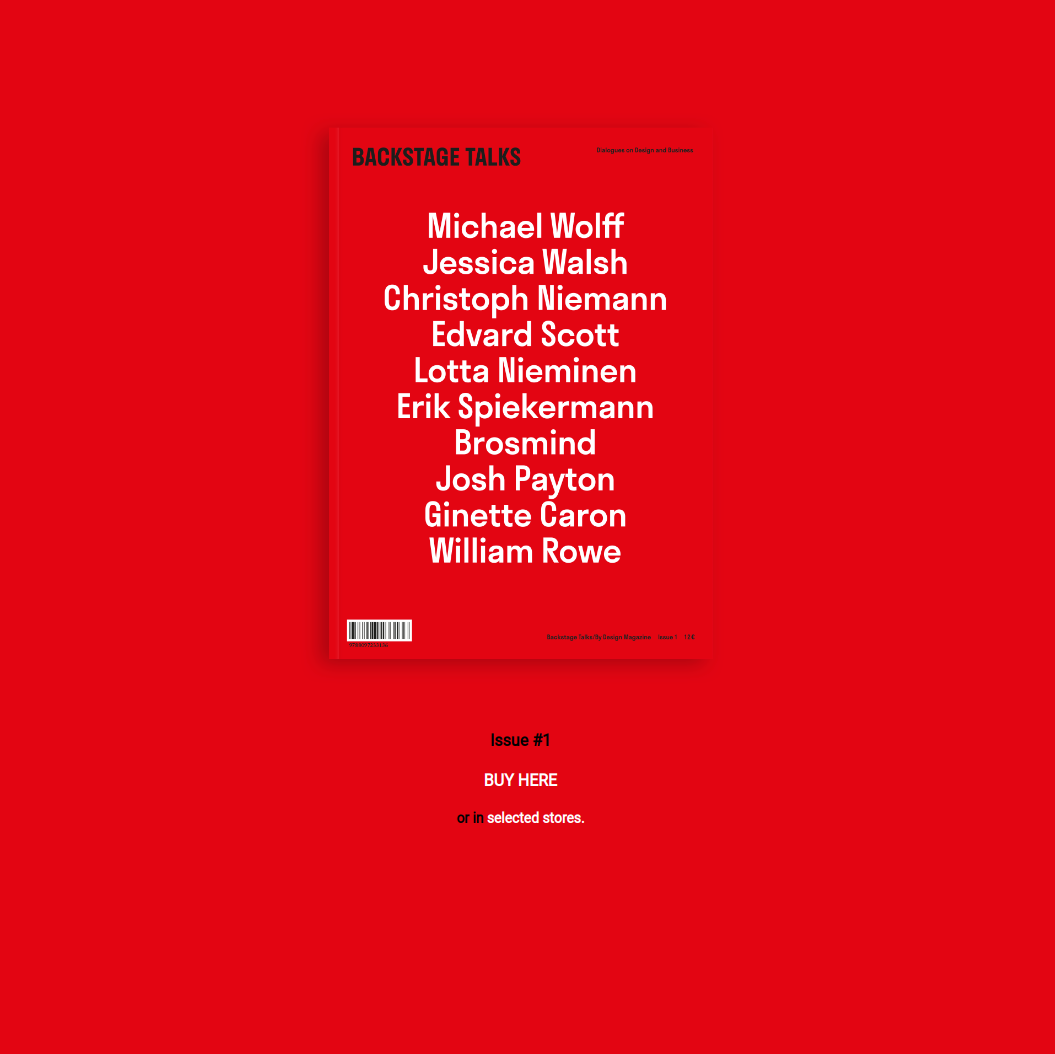 BACKSTAGE TALKS
Dialogues on Design and Business
Michael Wolff
Jessica Walsh
Christoph Niemann
Edvard Scott
Lotta Nieminen
Erik Spiekermann
Brosmind
Josh Payton
Ginette Caron
William Rowe
Backstage Talks/By Design Magazine Issue 1 12 €
Issue #1
BUY HERE
or in selected stores.